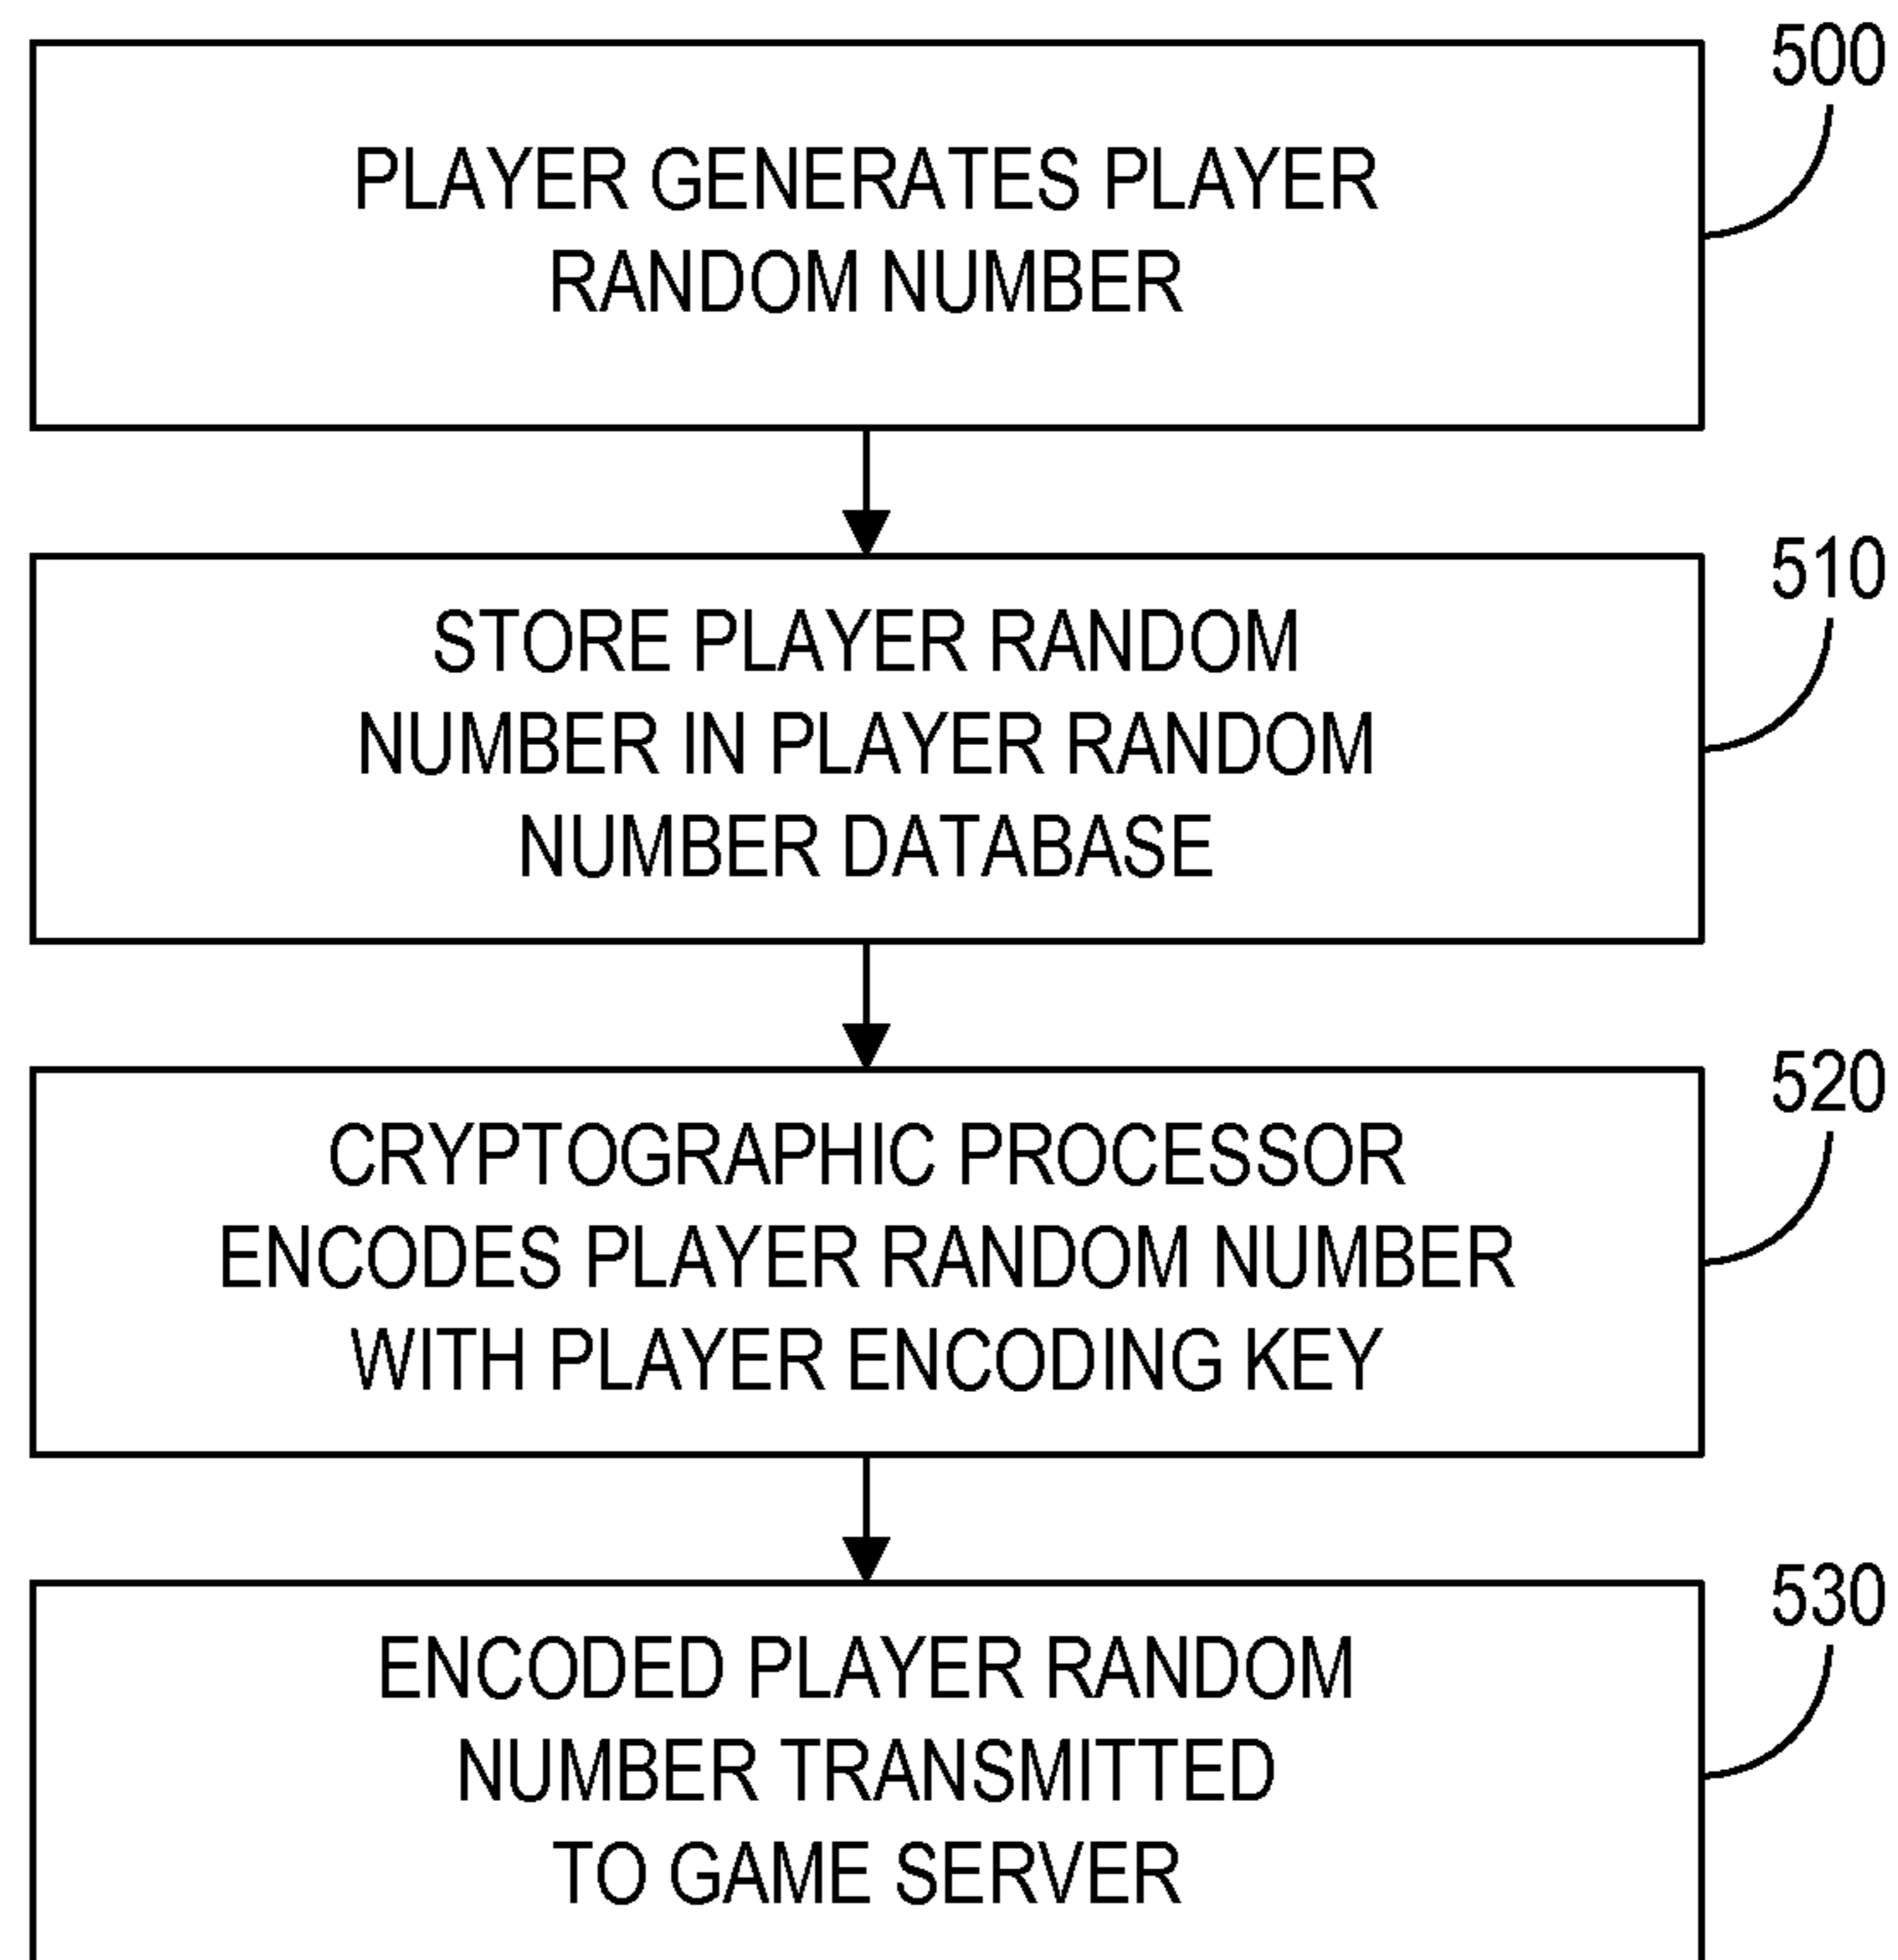 500
PLAYER GENERATES PLAYER
RANDOM NUMBER
510
STORE PLAYER RANDOM
NUMBER IN PLAYER RANDOM
NUMBER DATABASE
520
CRYPTOGRAPHIC PROCESSOR
ENCODES PLAYER RANDOM NUMBER
WITH PLAYER ENCODING KEY
530
ENCODED PLAYER RANDOM
NUMBER TRANSMITTED
TO GAME SERVER